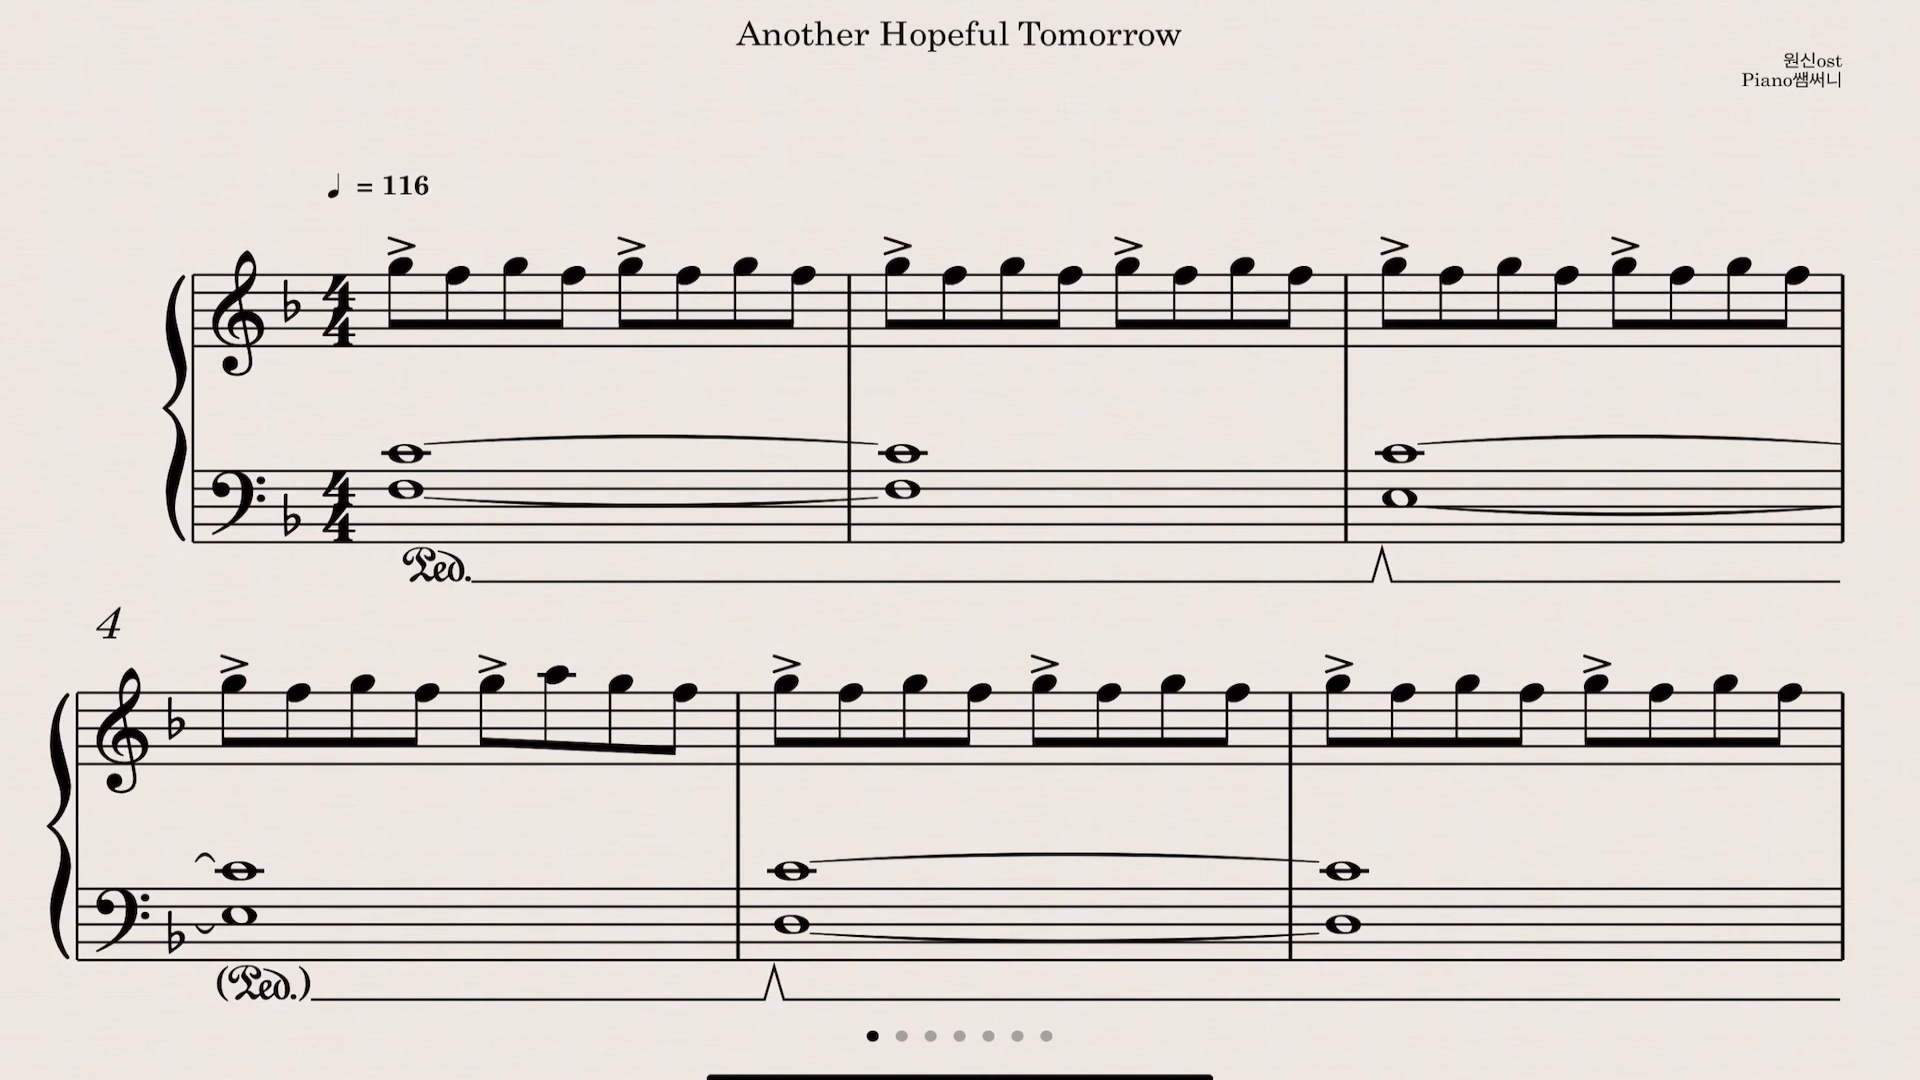 Another Hopeful Tomorrow
원신ost
Piano쌤써니
♩ = 116
4
4
4
4
Ped.
4
(Ped.)